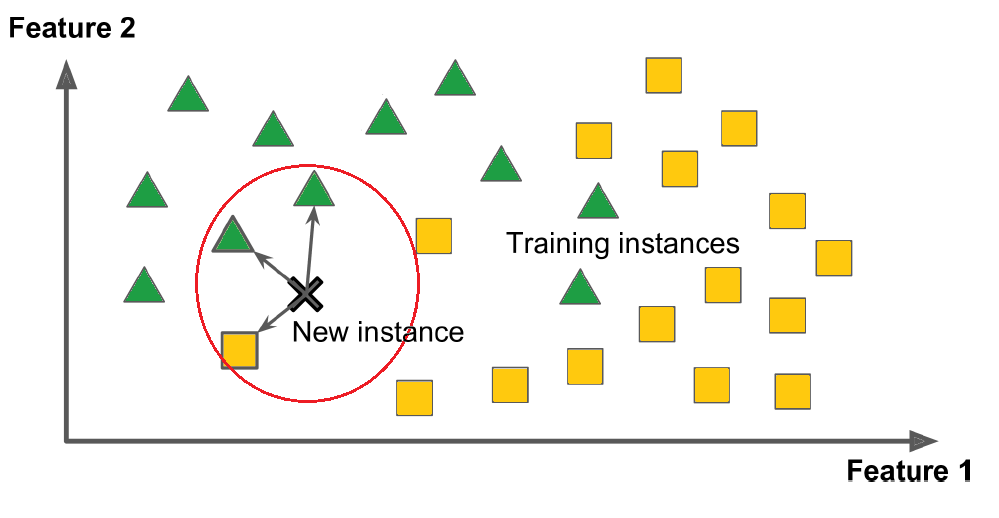 Feature 2
Training instances
New instance
Feature 1